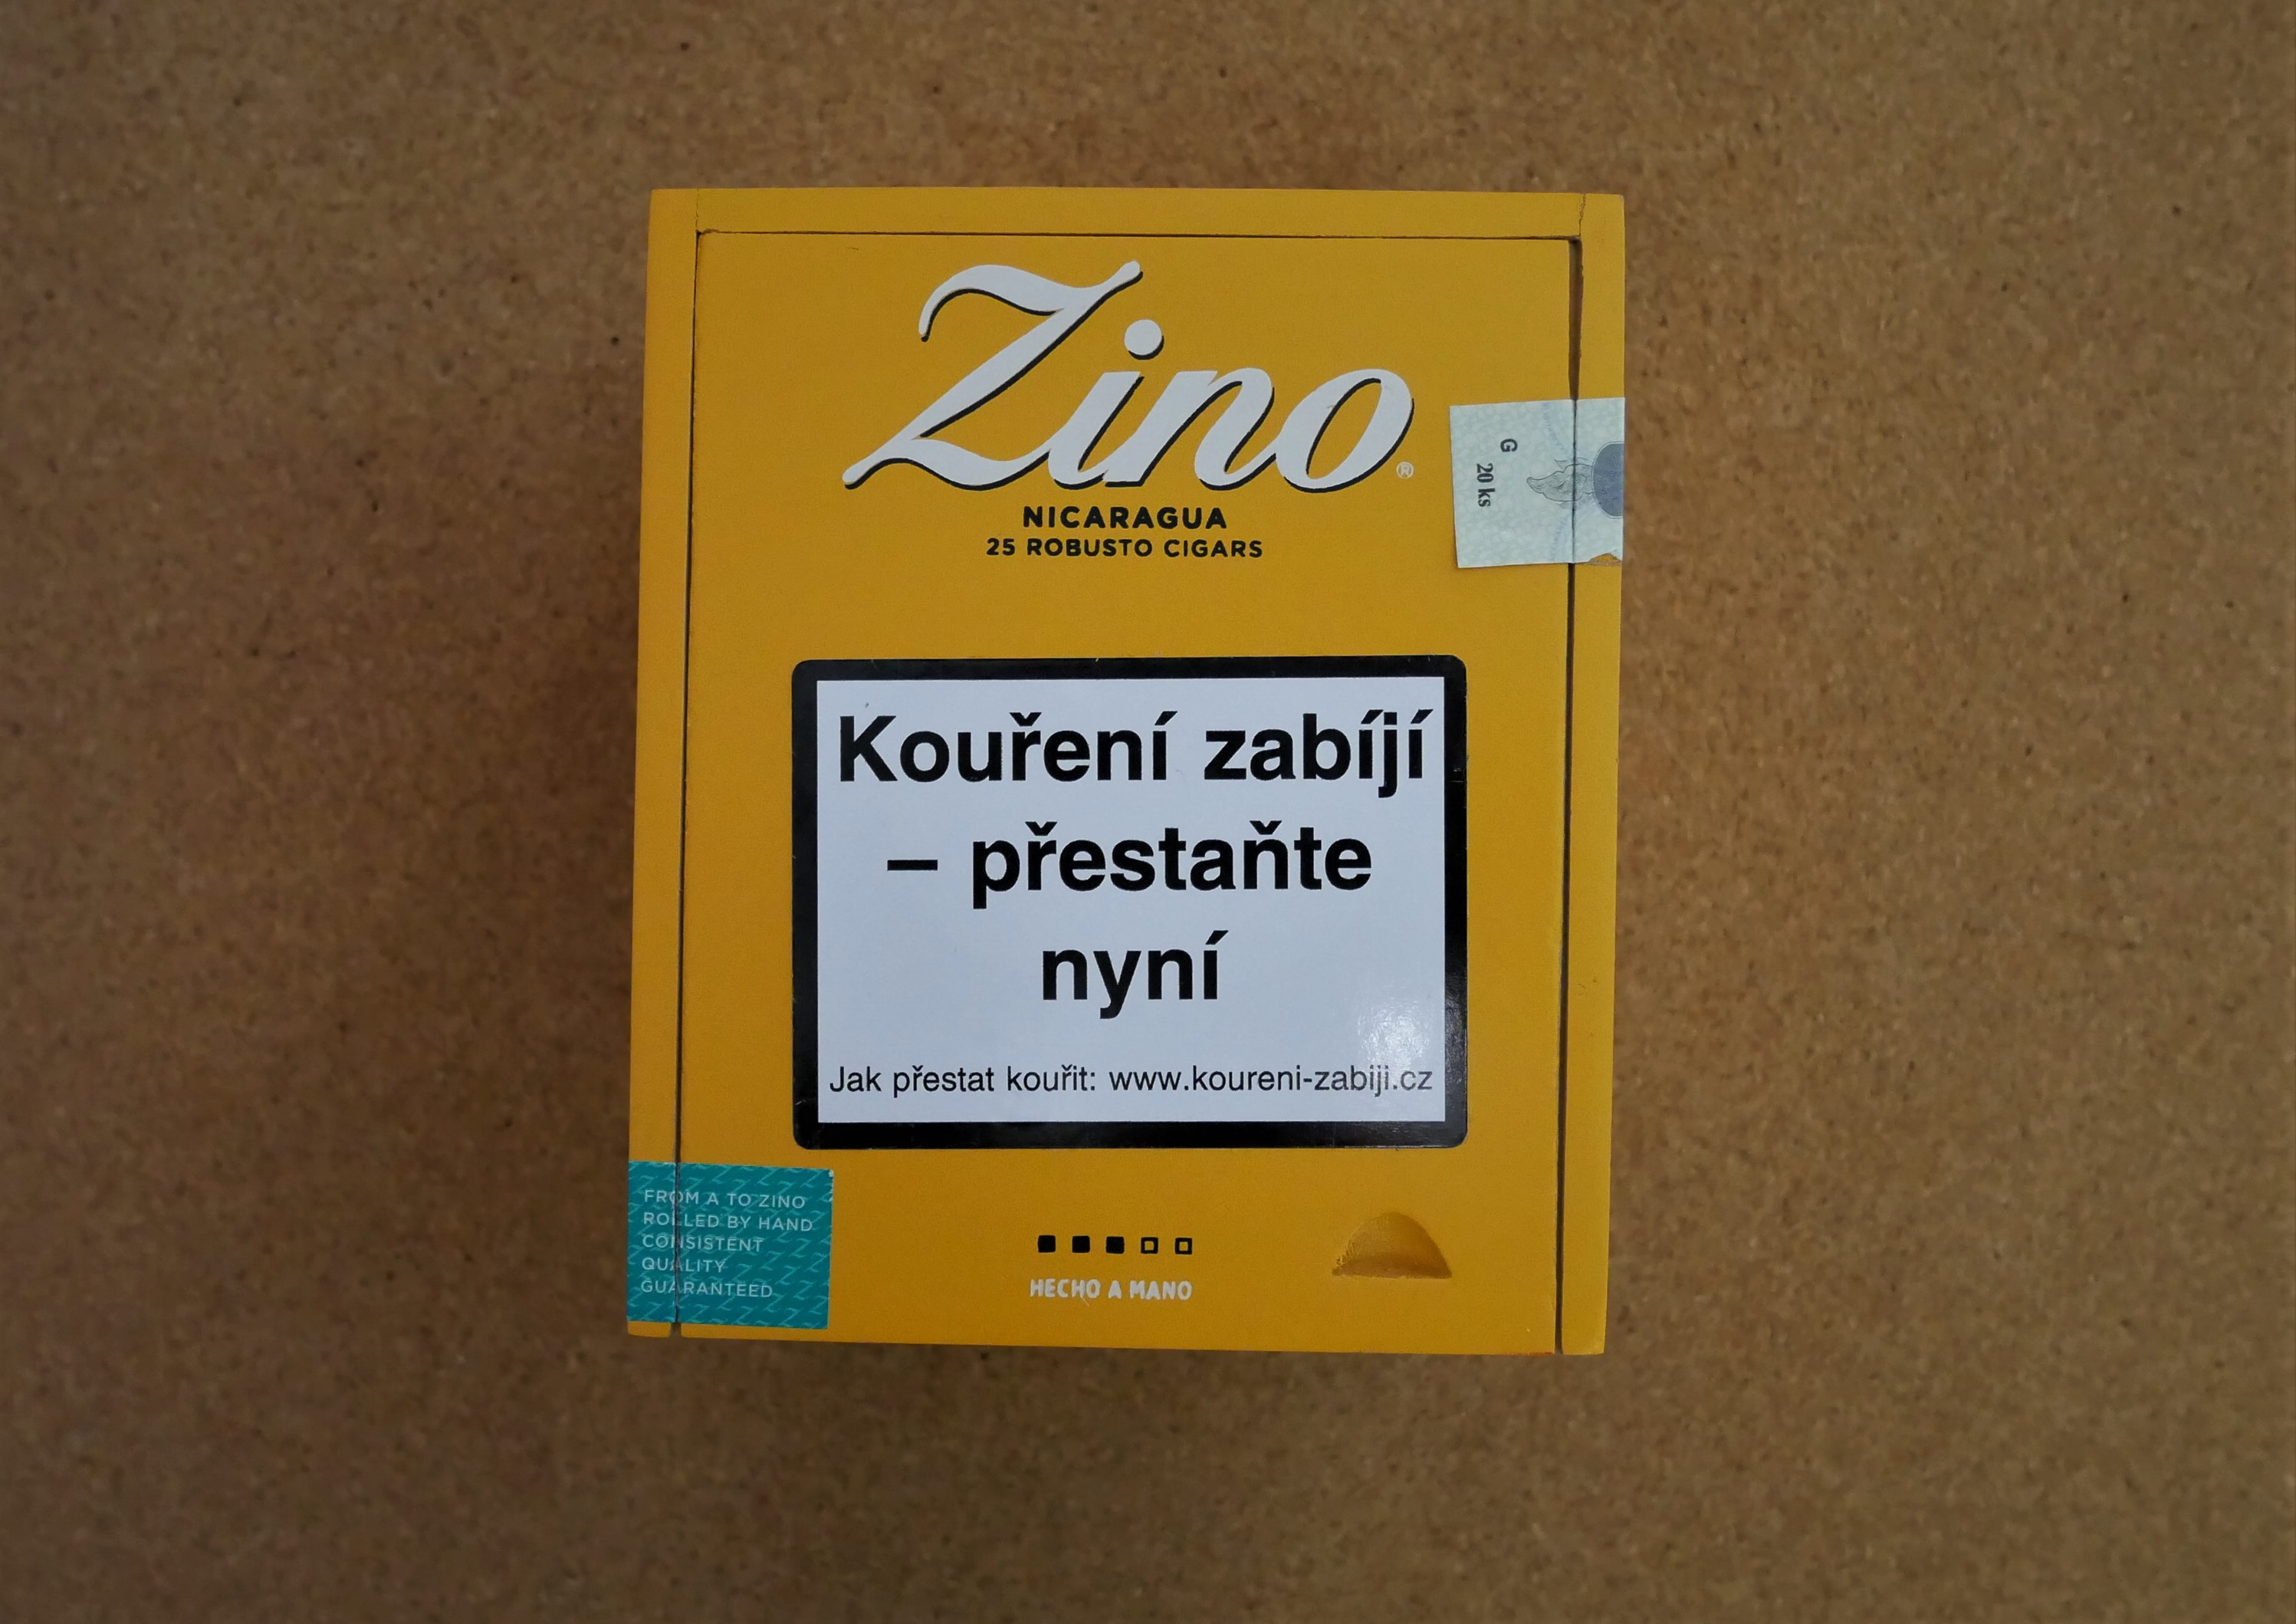 Zino®
NICARAGUA
25 ROBUSTO CIGARS
G
20 ks
Kouření zabíjí
– přestaňte
nyní
Jak přestat kouřit: www.koureni-zabiji.cz
FROM A TO ZINO
ROLLED BY HAND
CONSISTENT
QUALITY
GUARANTEED
HECHO A MANO